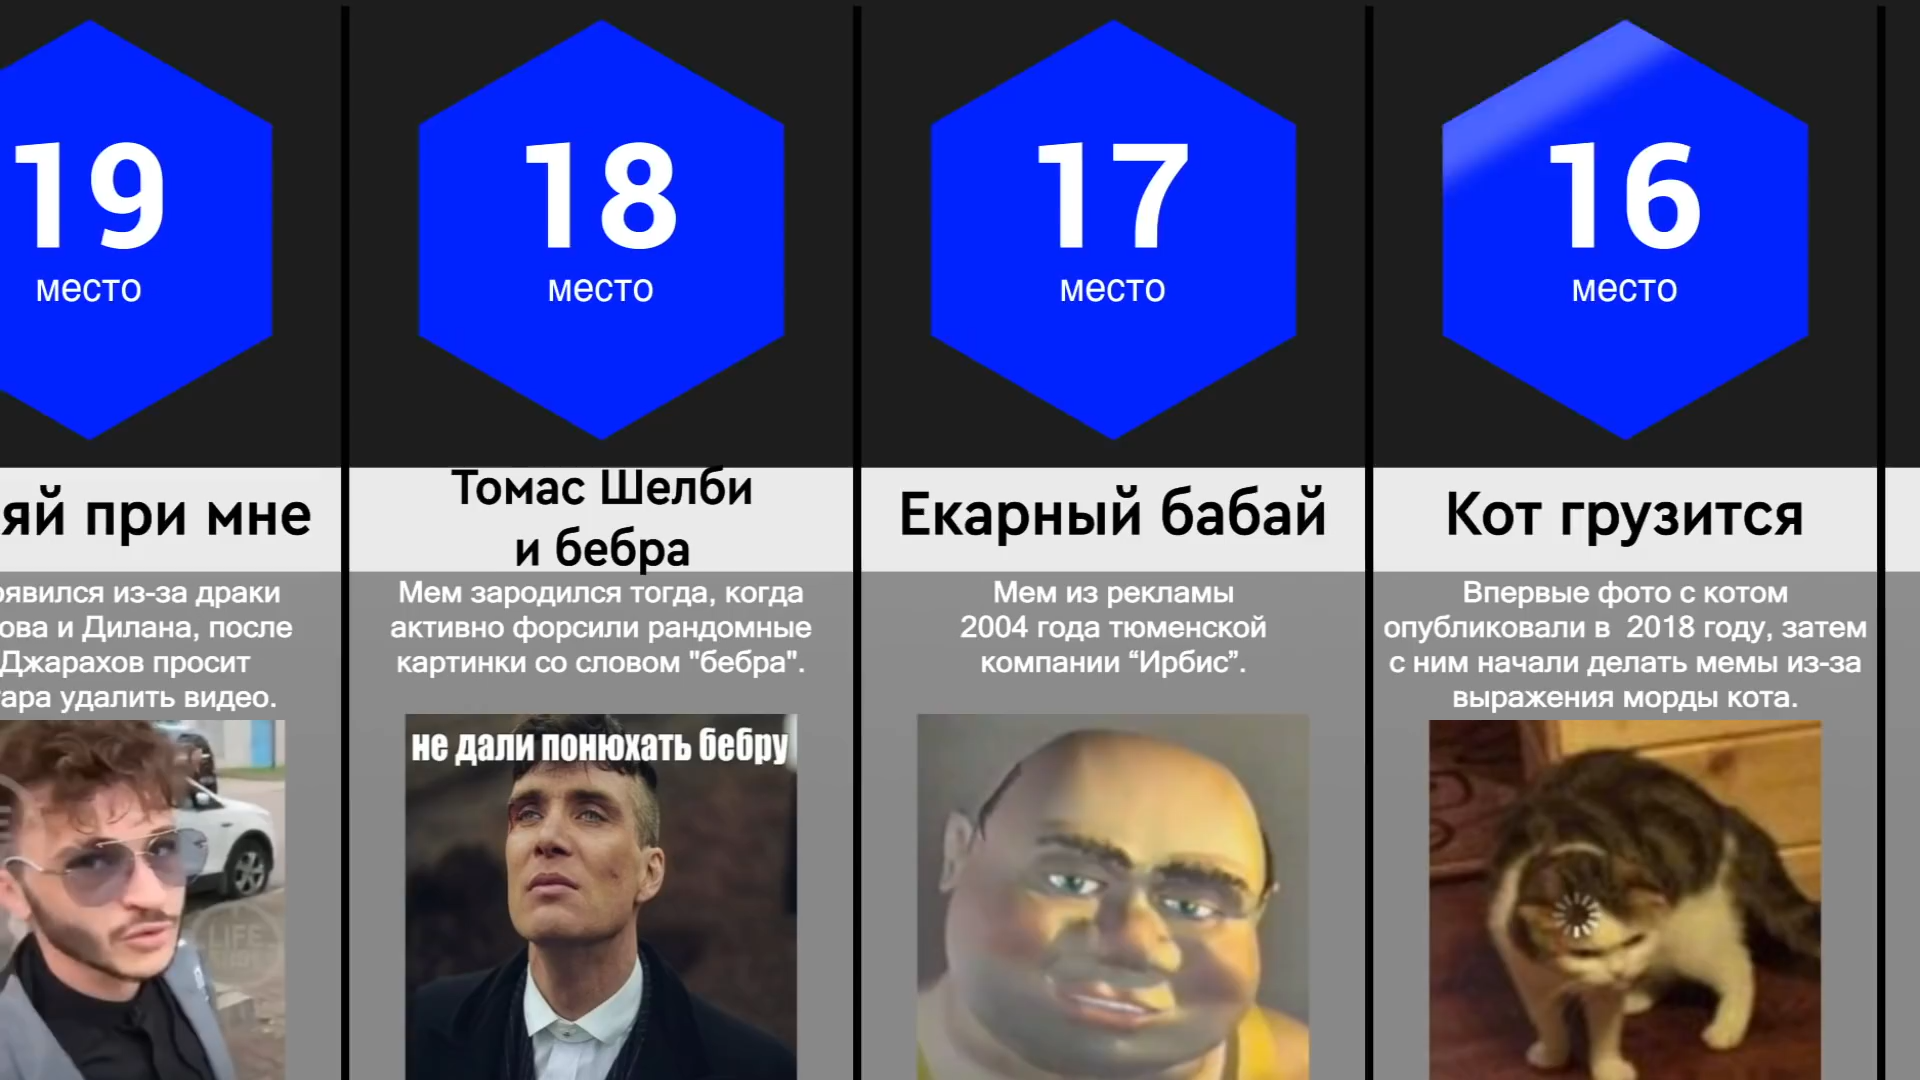 19
место
яй при мне
явился из-за драки
ова и Дилана, после
Джарахов просит
ара удалить видео.
LIFE
18
место
Томас Шелби
и бебра
Мем зародился тогда, когда
активно форсили рандомные
картинки со словом "бебра".
не дали понюхать бебру
17
место
Екарный бабай
Мем из рекламы
2004 года тюменской
компании “Ирбис”.
16
место
Кот грузится
Впервые фото с котом
опубликовали в  2018 году, затем
с ним начали делать мемы из-за
выражения морды кота.